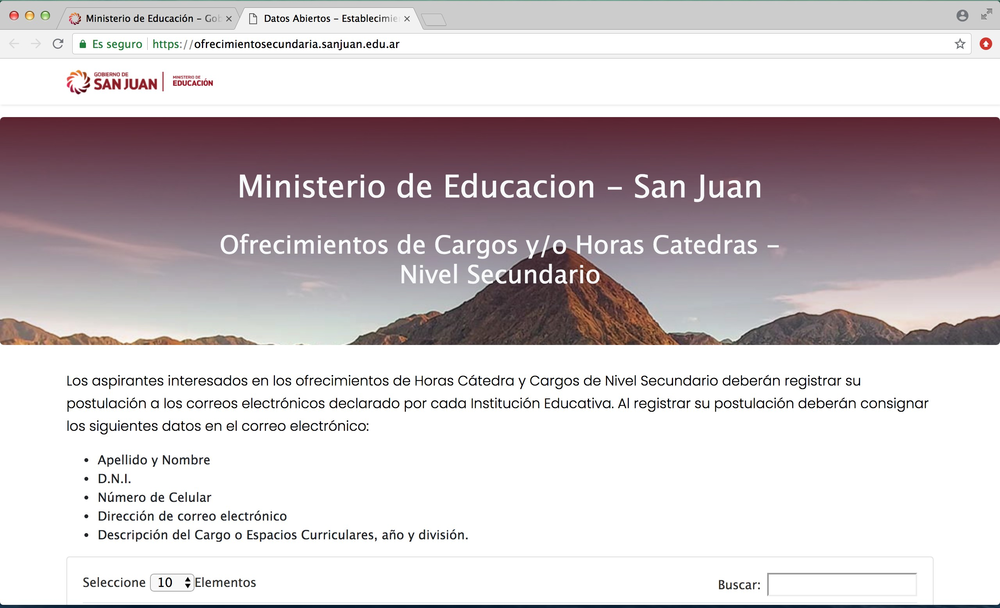 Ministerio de Educación – Gob
Datos Abiertos – Establecimie
Es seguro https://ofrecimientosecundaria.sanjuan.edu.ar
GOBIERNO DE
SAN JUAN
MINISTERIO DE
EDUCACIÓN
Ministerio de Educacion – San Juan
Ofrecimientos de Cargos y/o Horas Catedras –
Nivel Secundario
Los aspirantes interesados en los ofrecimientos de Horas Cátedra y Cargos de Nivel Secundario deberán registrar su
postulación a los correos electrónicos declarado por cada Institución Educativa. Al registrar su postulación deberán consignar
los siguientes datos en el correo electrónico:
• Apellido y Nombre
• D.N.I.
• Número de Celular
• Dirección de correo electrónico
• Descripción del Cargo o Espacios Curriculares, año y división.
Seleccione 10 Elementos Buscar: